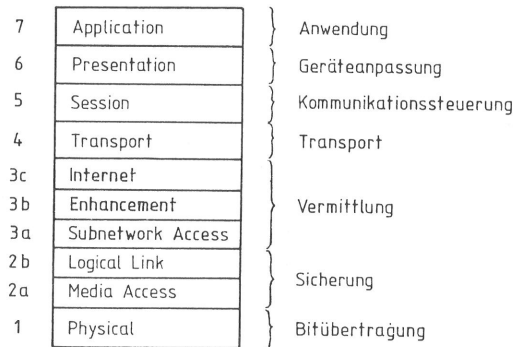 7 Application Anwendung
6 Presentation Geräteanpassung
5 Session Kommunikationssteuerung
4 Transport Transport
3c Internet
3b Enhancement Vermittlung
3a Subnetwork Access
2b Logical Link
Sicherung
2a Media Access
1 Physical Bitübertragung